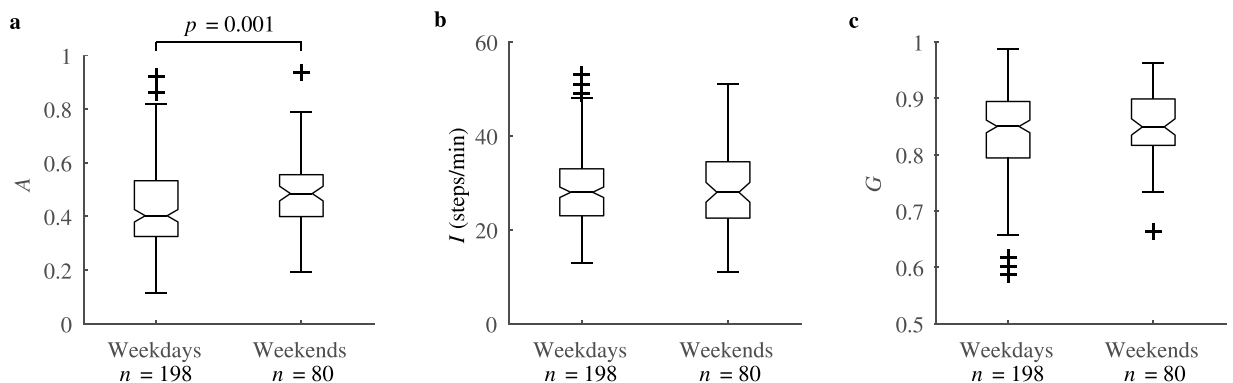 a
p = 0.001
1
0.8
0.6
0.4
0.2
0
A
Weekdays
n = 198
Weekends
n = 80
b
60
40
20
0
I (steps/min)
Weekdays
n = 198
Weekends
n = 80
c
1
0.9
0.8
0.7
0.6
0.5
G
Weekdays
n = 198
Weekends
n = 80